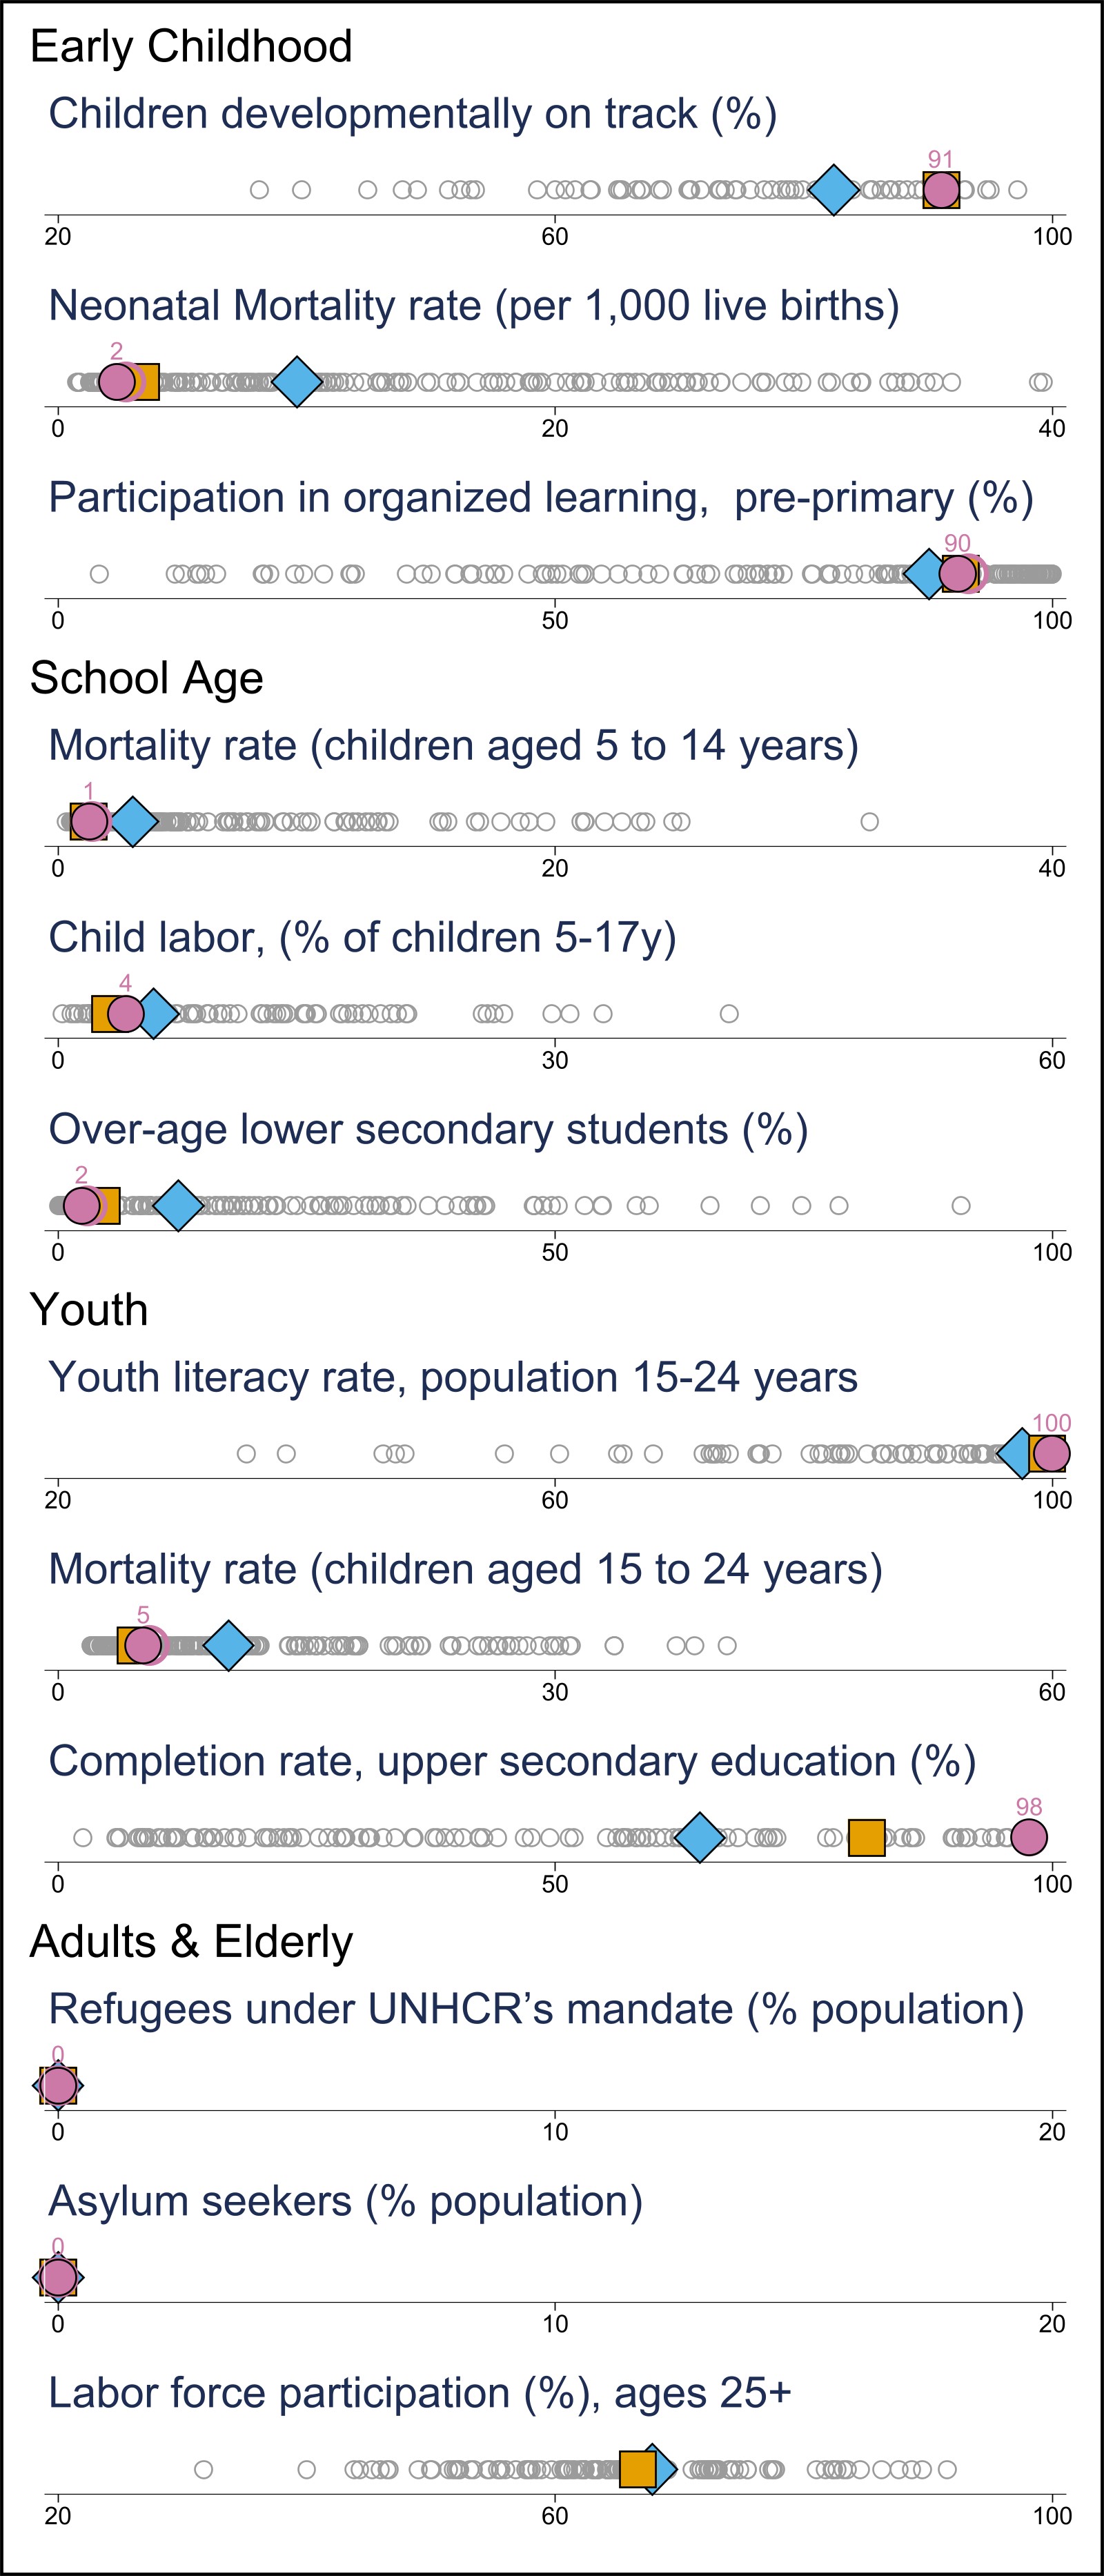 Early Childhood
Children developmentally on track (%)
91
20 60 100
Neonatal Mortality rate (per 1,000 live births)
2
0 20 40
Participation in organized learning,  pre-primary (%)
90
0 50 100
School Age
Mortality rate (children aged 5 to 14 years)
1
0 20 40
Child labor, (% of children 5-17y)
4
0 30 60
Over-age lower secondary students (%)
2
0 50 100
Youth
Youth literacy rate, population 15-24 years
100
20 60 100
Mortality rate (children aged 15 to 24 years)
5
0 30 60
Completion rate, upper secondary education (%)
98
0 50 100
Adults & Elderly
Refugees under UNHCR’s mandate (% population)
0
0 10 20
Asylum seekers (% population)
0
0 10 20
Labor force participation (%), ages 25+
20 60 100